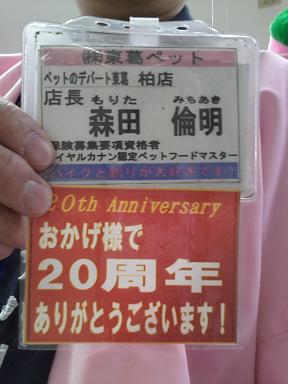 ㈱東葛ペット
ペットのデパート東葛 柏店
店長 もりた みちあき
森田 倫明
保険募集要項資格者
イヤルカナン認定ペットフードマスター
バイクと釣りが大好きです!
20th Anniversary
おかげ様で
20周年
ありがとうございます!